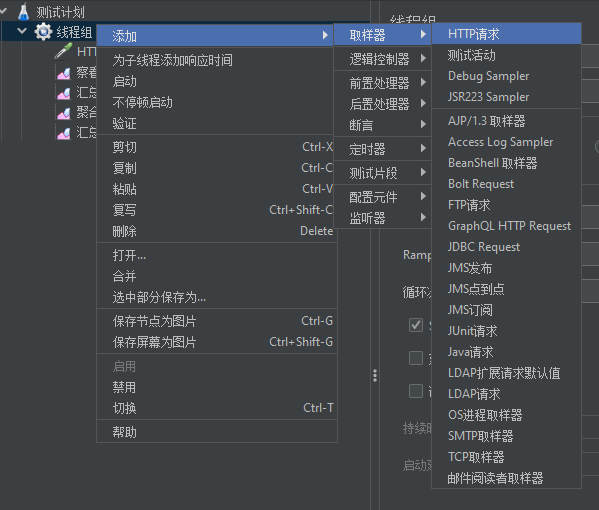 测试计划
线程组
HT
察看
汇总
聚合
汇总
添加
为子线程添加响应时间
启动
不停顿启动
验证
剪切 Ctrl-X
复制 Ctrl-C
粘贴 Ctrl-V
复写 Ctrl+Shift-C
删除 Delete
打开...
合并
选中部分保存为...
保存节点为图片 Ctrl-G
保存屏幕为图片 Ctrl+Shift-G
启用
禁用
切换 Ctrl-T
帮助
取样器
逻辑控制器
前置处理器
后置处理器
断言
定时器
测试片段
配置元件
监听器
HTTP请求
测试活动
Debug Sampler
JSR223 Sampler
AJP/1.3 取样器
Access Log Sampler
BeanShell 取样器
Bolt Request
FTP请求
GraphQL HTTP Request
JDBC Request
JMS发布
JMS点到点
JMS订阅
JUnit请求
Java请求
LDAP扩展请求默认值
LDAP请求
OS进程取样器
SMTP取样器
TCP取样器
邮件阅读者取样器
线程组
Ramp
循环
持续时
启动